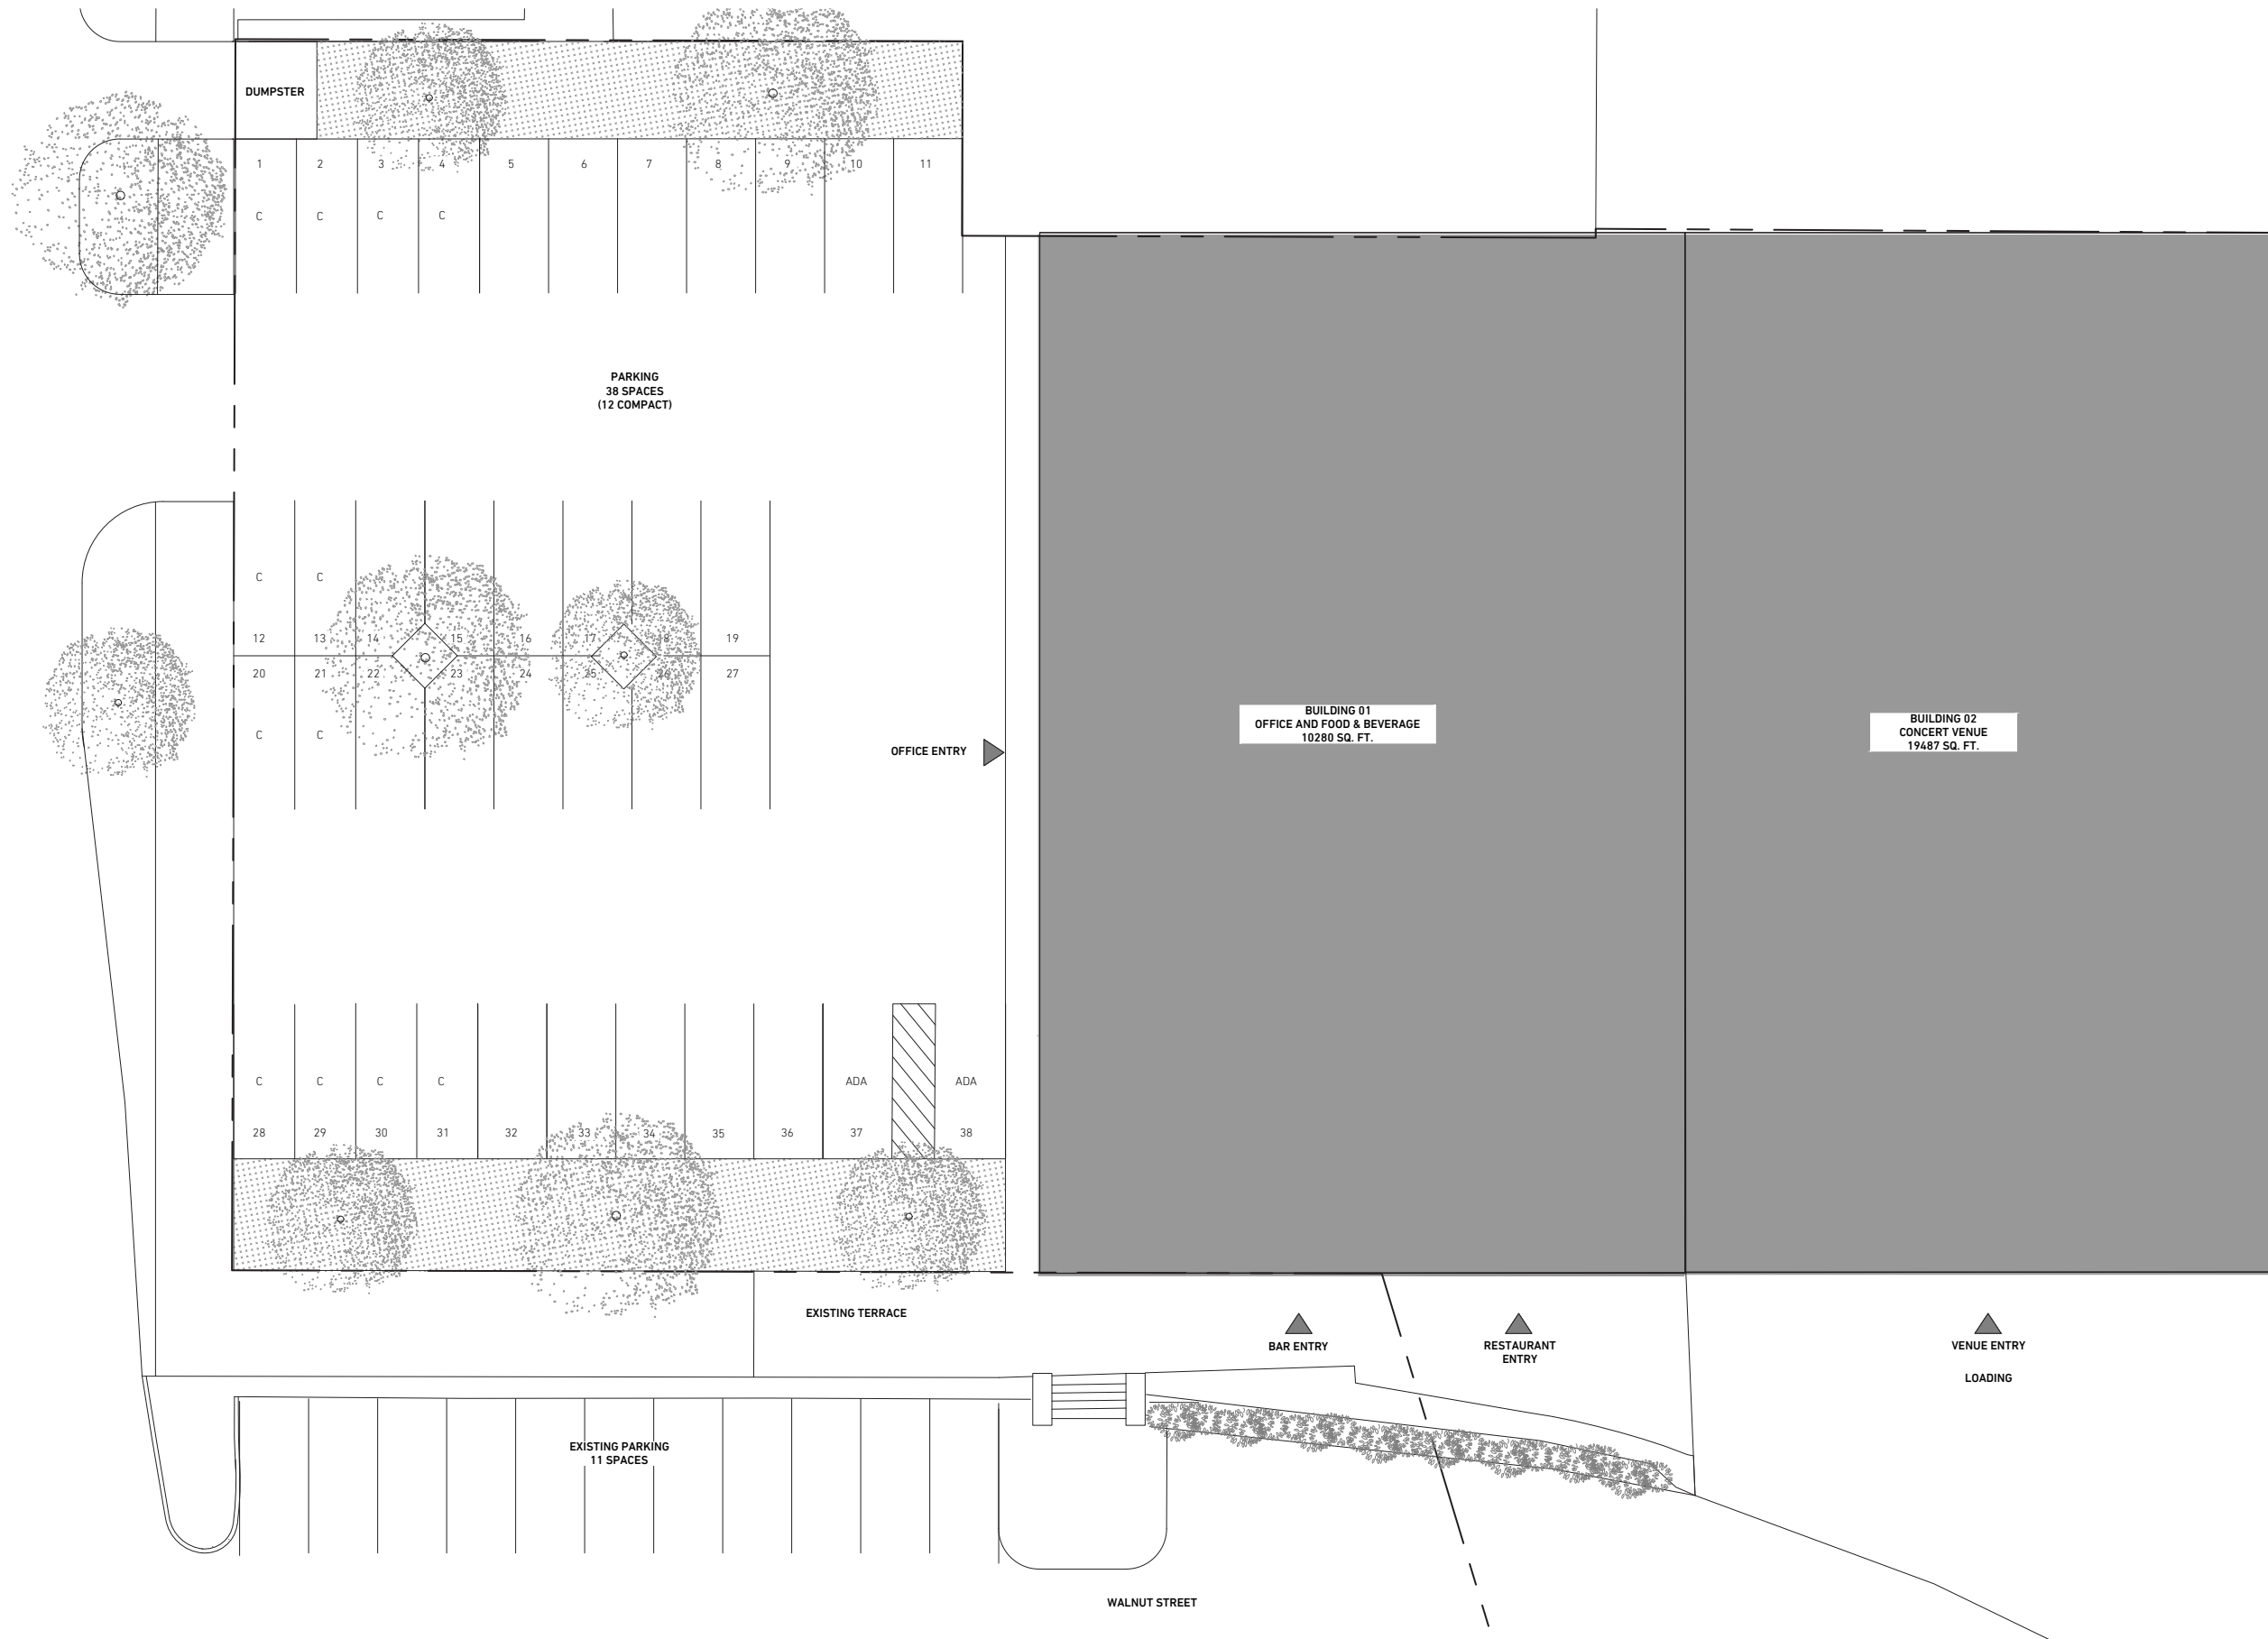 DUMPSTER
1 2 3 4 5 6 7 8 9 10 11
C C C C
PARKING
38 SPACES
(12 COMPACT)
C C
12 13 14 15 16 17 18 19
20 21 22 23 24 25 26 27
C C
OFFICE ENTRY
BUILDING 01
OFFICE AND FOOD & BEVERAGE
10280 SQ. FT.
BUILDING 02
CONCERT VENUE
19487 SQ. FT.
C C C C ADA ADA
28 29 30 31 32 33 34 35 36 37 38
EXISTING TERRACE
BAR ENTRY
RESTAURANT
ENTRY
VENUE ENTRY
LOADING
EXISTING PARKING
11 SPACES
WALNUT STREET